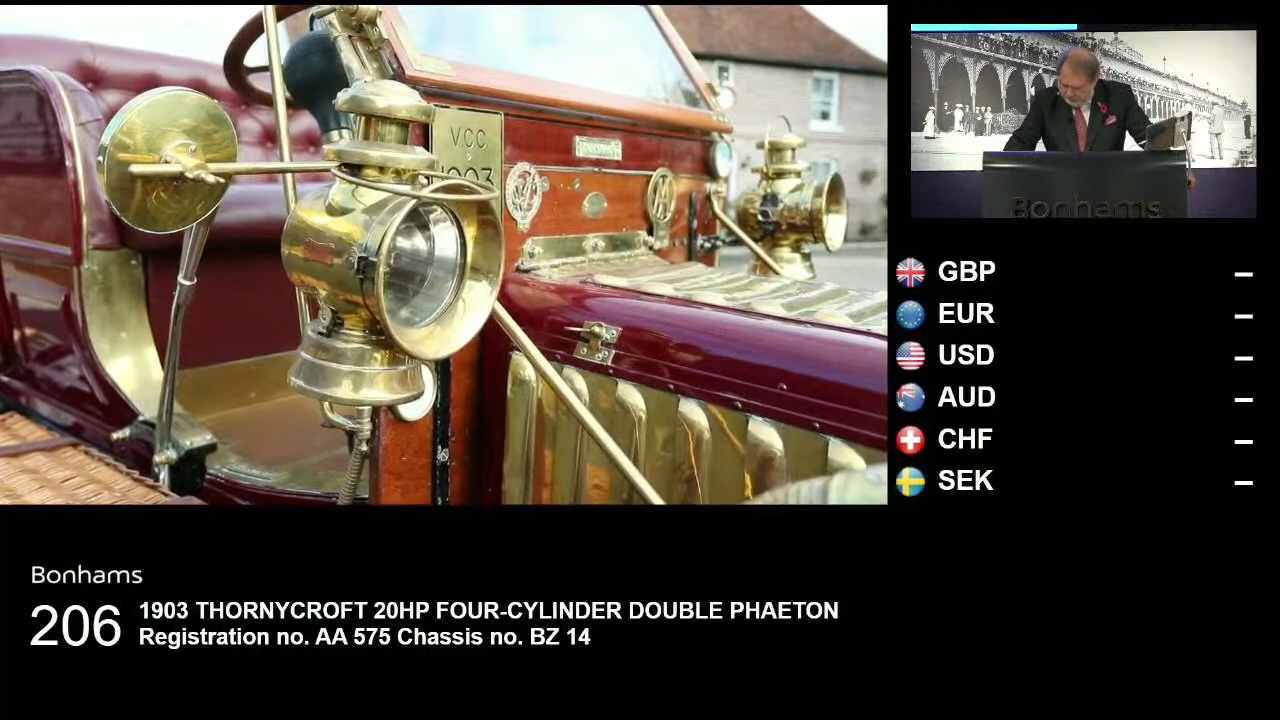 VCC
1903
Bonhams
GBP –
EUR –
USD –
AUD –
CHF –
SEK –
Bonhams
206
1903 THORNYCROFT 20HP FOUR-CYLINDER DOUBLE PHAETON
Registration no. AA 575 Chassis no. BZ 14